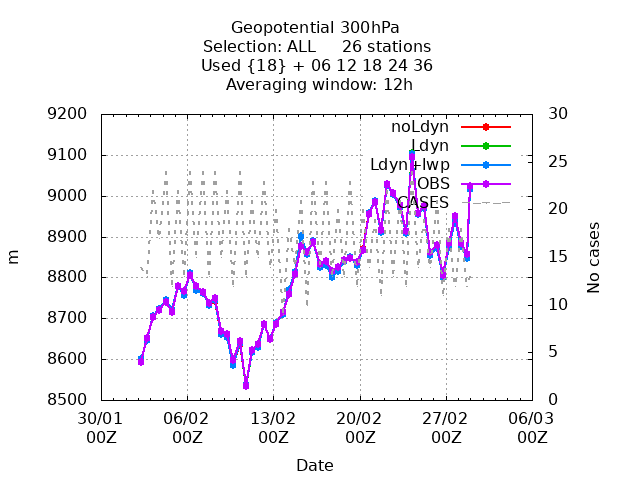 Geopotential 300hPa
Selection: ALL     26 stations
Used {18} + 06 12 18 24 36
Averaging window: 12h
noLdyn
Ldyn
Ldyn+lwp
OBS
CASES
9200
9100
9000
8900
8800
8700
8600
8500
m
30
25
20
15
10
5
0
No cases
30/01 06/02 13/02 20/02 27/02 06/03
00Z 00Z 00Z 00Z 00Z 00Z
Date